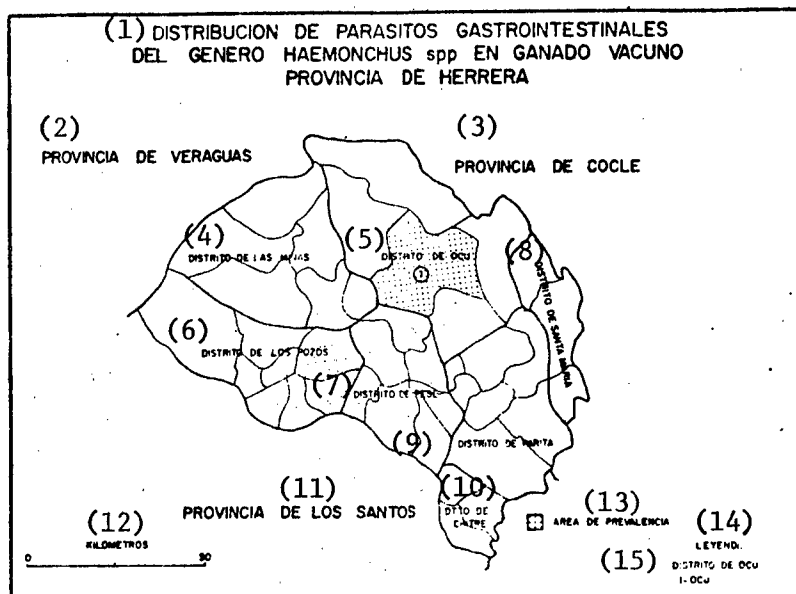 (1) DISTRIBUCION DE PARASITOS GASTROINTESTINALES
DEL GENERO HAEMONCHUS spp EN GANADO VACUNO
PROVINCIA DE HERRERA
(2)
PROVINCIA DE VERAGUAS
(3)
PROVINCIA DE COCLE
(4)
DISTRITO DE LAS MINAS
(5)
DISTRITO DE OCU
1
(8)
DISTRITO DE SANTA MARIA
(6)
DISTRITO DE LOS POZOS
(7)
DISTRITO DE PESE
(9)
DISTRITO DE PARITA
(10)
DTTO DE
(11)
PROVINCIA DE LOS SANTOS
(12)
KILOMETROS
0
(13)
AREA DE PREVALENCIA
(14)
(15)
DISTRITO DE OCU
1- OCU